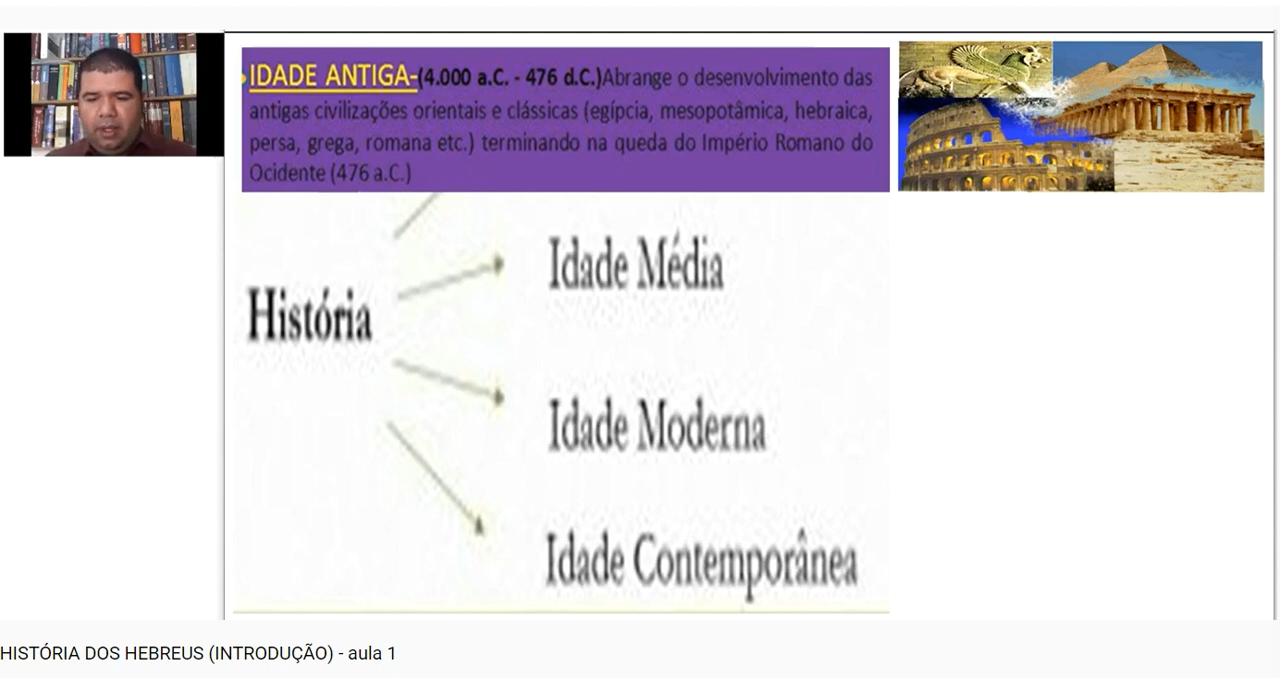 IDADE ANTIGA-(4.000 a.C. - 476 d.C.)Abrange o desenvolvimento das
antigas civilizações orientais e clássicas (egípcia, mesopotâmica, hebraica,
persa, grega, romana etc.) terminando na queda do Império Romano do
Ocidente (476 a.C.)
Idade Média
História
Idade Moderna
Idade Contemporânea
HISTÓRIA DOS HEBREUS (INTRODUÇÃO) - aula 1